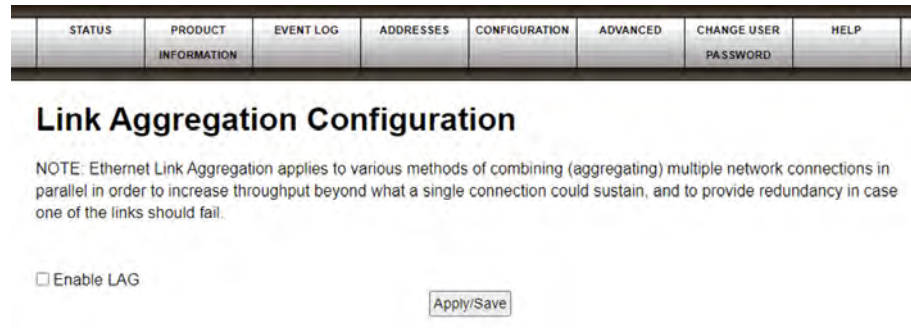 STATUS
PRODUCT
INFORMATION
EVENT LOG
ADDRESSES
CONFIGURATION
ADVANCED
CHANGE USER
PASSWORD
HELP
Link Aggregation Configuration
NOTE: Ethernet Link Aggregation applies to various methods of combining (aggregating) multiple network connections in
parallel in order to increase throughput beyond what a single connection could sustain, and to provide redundancy in case
one of the links should fail.
Enable LAG
Apply/Save